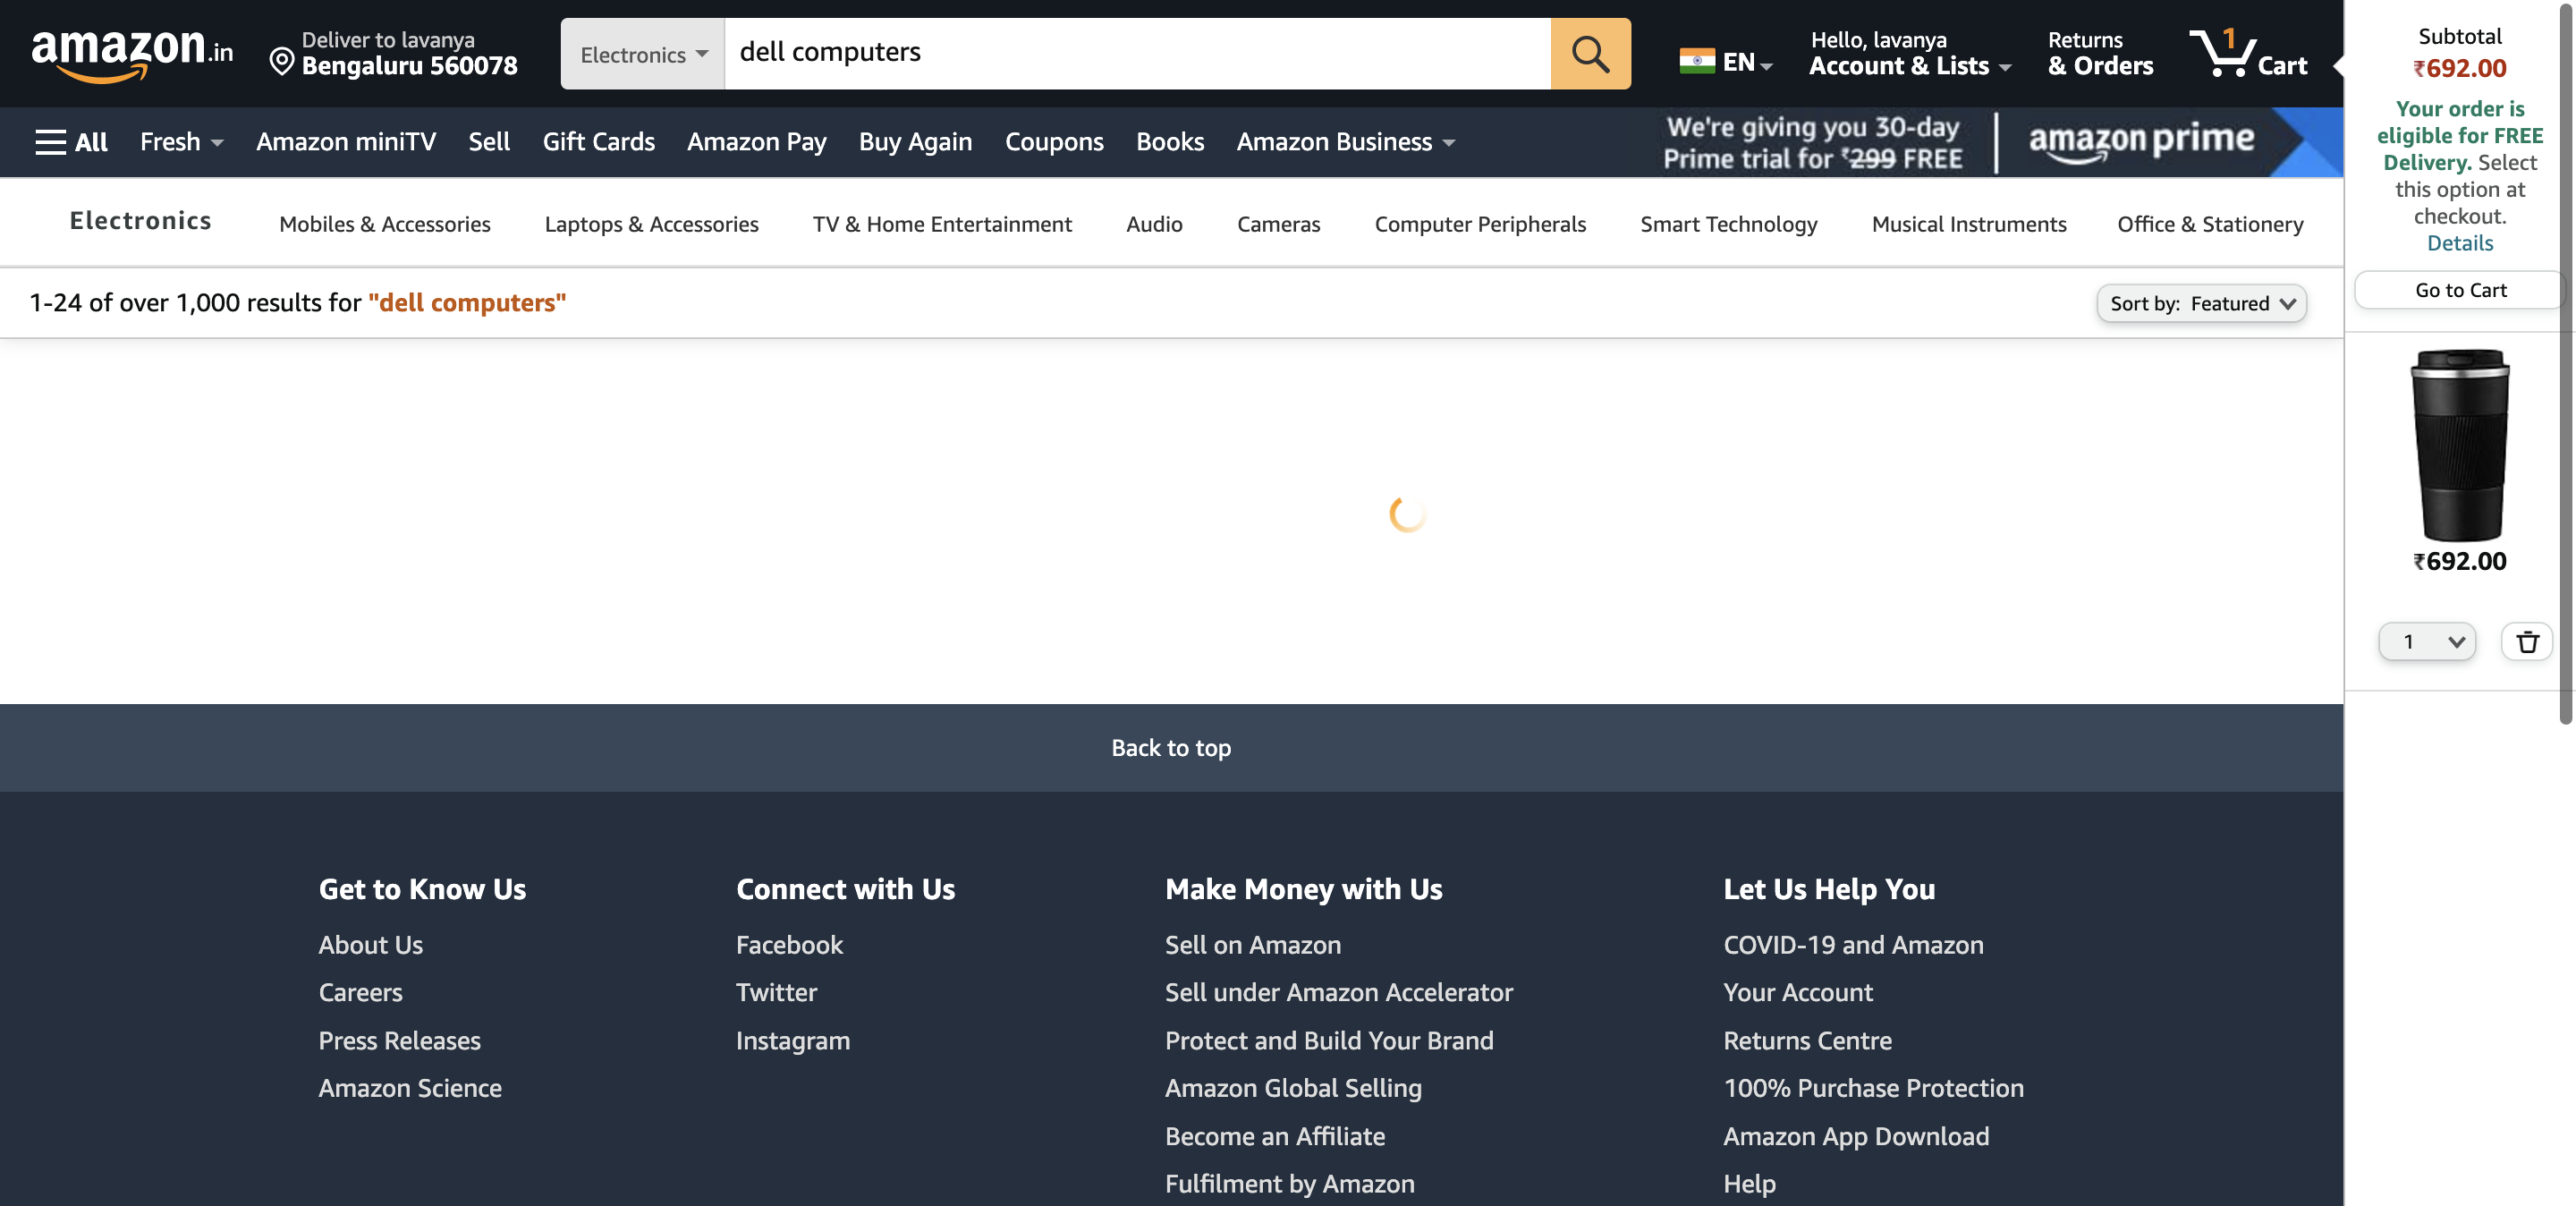 amazon.in
Deliver to lavanya
Bengaluru 560078
Electronics
dell computers
EN
Hello, lavanya
Account & Lists
Returns
& Orders
1
Cart
All
Fresh
Amazon miniTV
Sell
Gift Cards
Amazon Pay
Buy Again
Coupons
Books
Amazon Business
We're giving you 30-day
Prime trial for ₹299 FREE
amazon prime
Electronics
Mobiles & Accessories
Laptops & Accessories
TV & Home Entertainment
Audio
Cameras
Computer Peripherals
Smart Technology
Musical Instruments
Office & Stationery
1-24 of over 1,000 results for "dell computers"
Sort by: Featured
Subtotal
₹692.00
Your order is
eligible for FREE
Delivery. Select
this option at
checkout.
Details
Go to Cart
₹692.00
1
Back to top
Get to Know Us
About Us
Careers
Press Releases
Amazon Science
Connect with Us
Facebook
Twitter
Instagram
Make Money with Us
Sell on Amazon
Sell under Amazon Accelerator
Protect and Build Your Brand
Amazon Global Selling
Become an Affiliate
Fulfilment by Amazon
Let Us Help You
COVID-19 and Amazon
Your Account
Returns Centre
100% Purchase Protection
Amazon App Download
Help